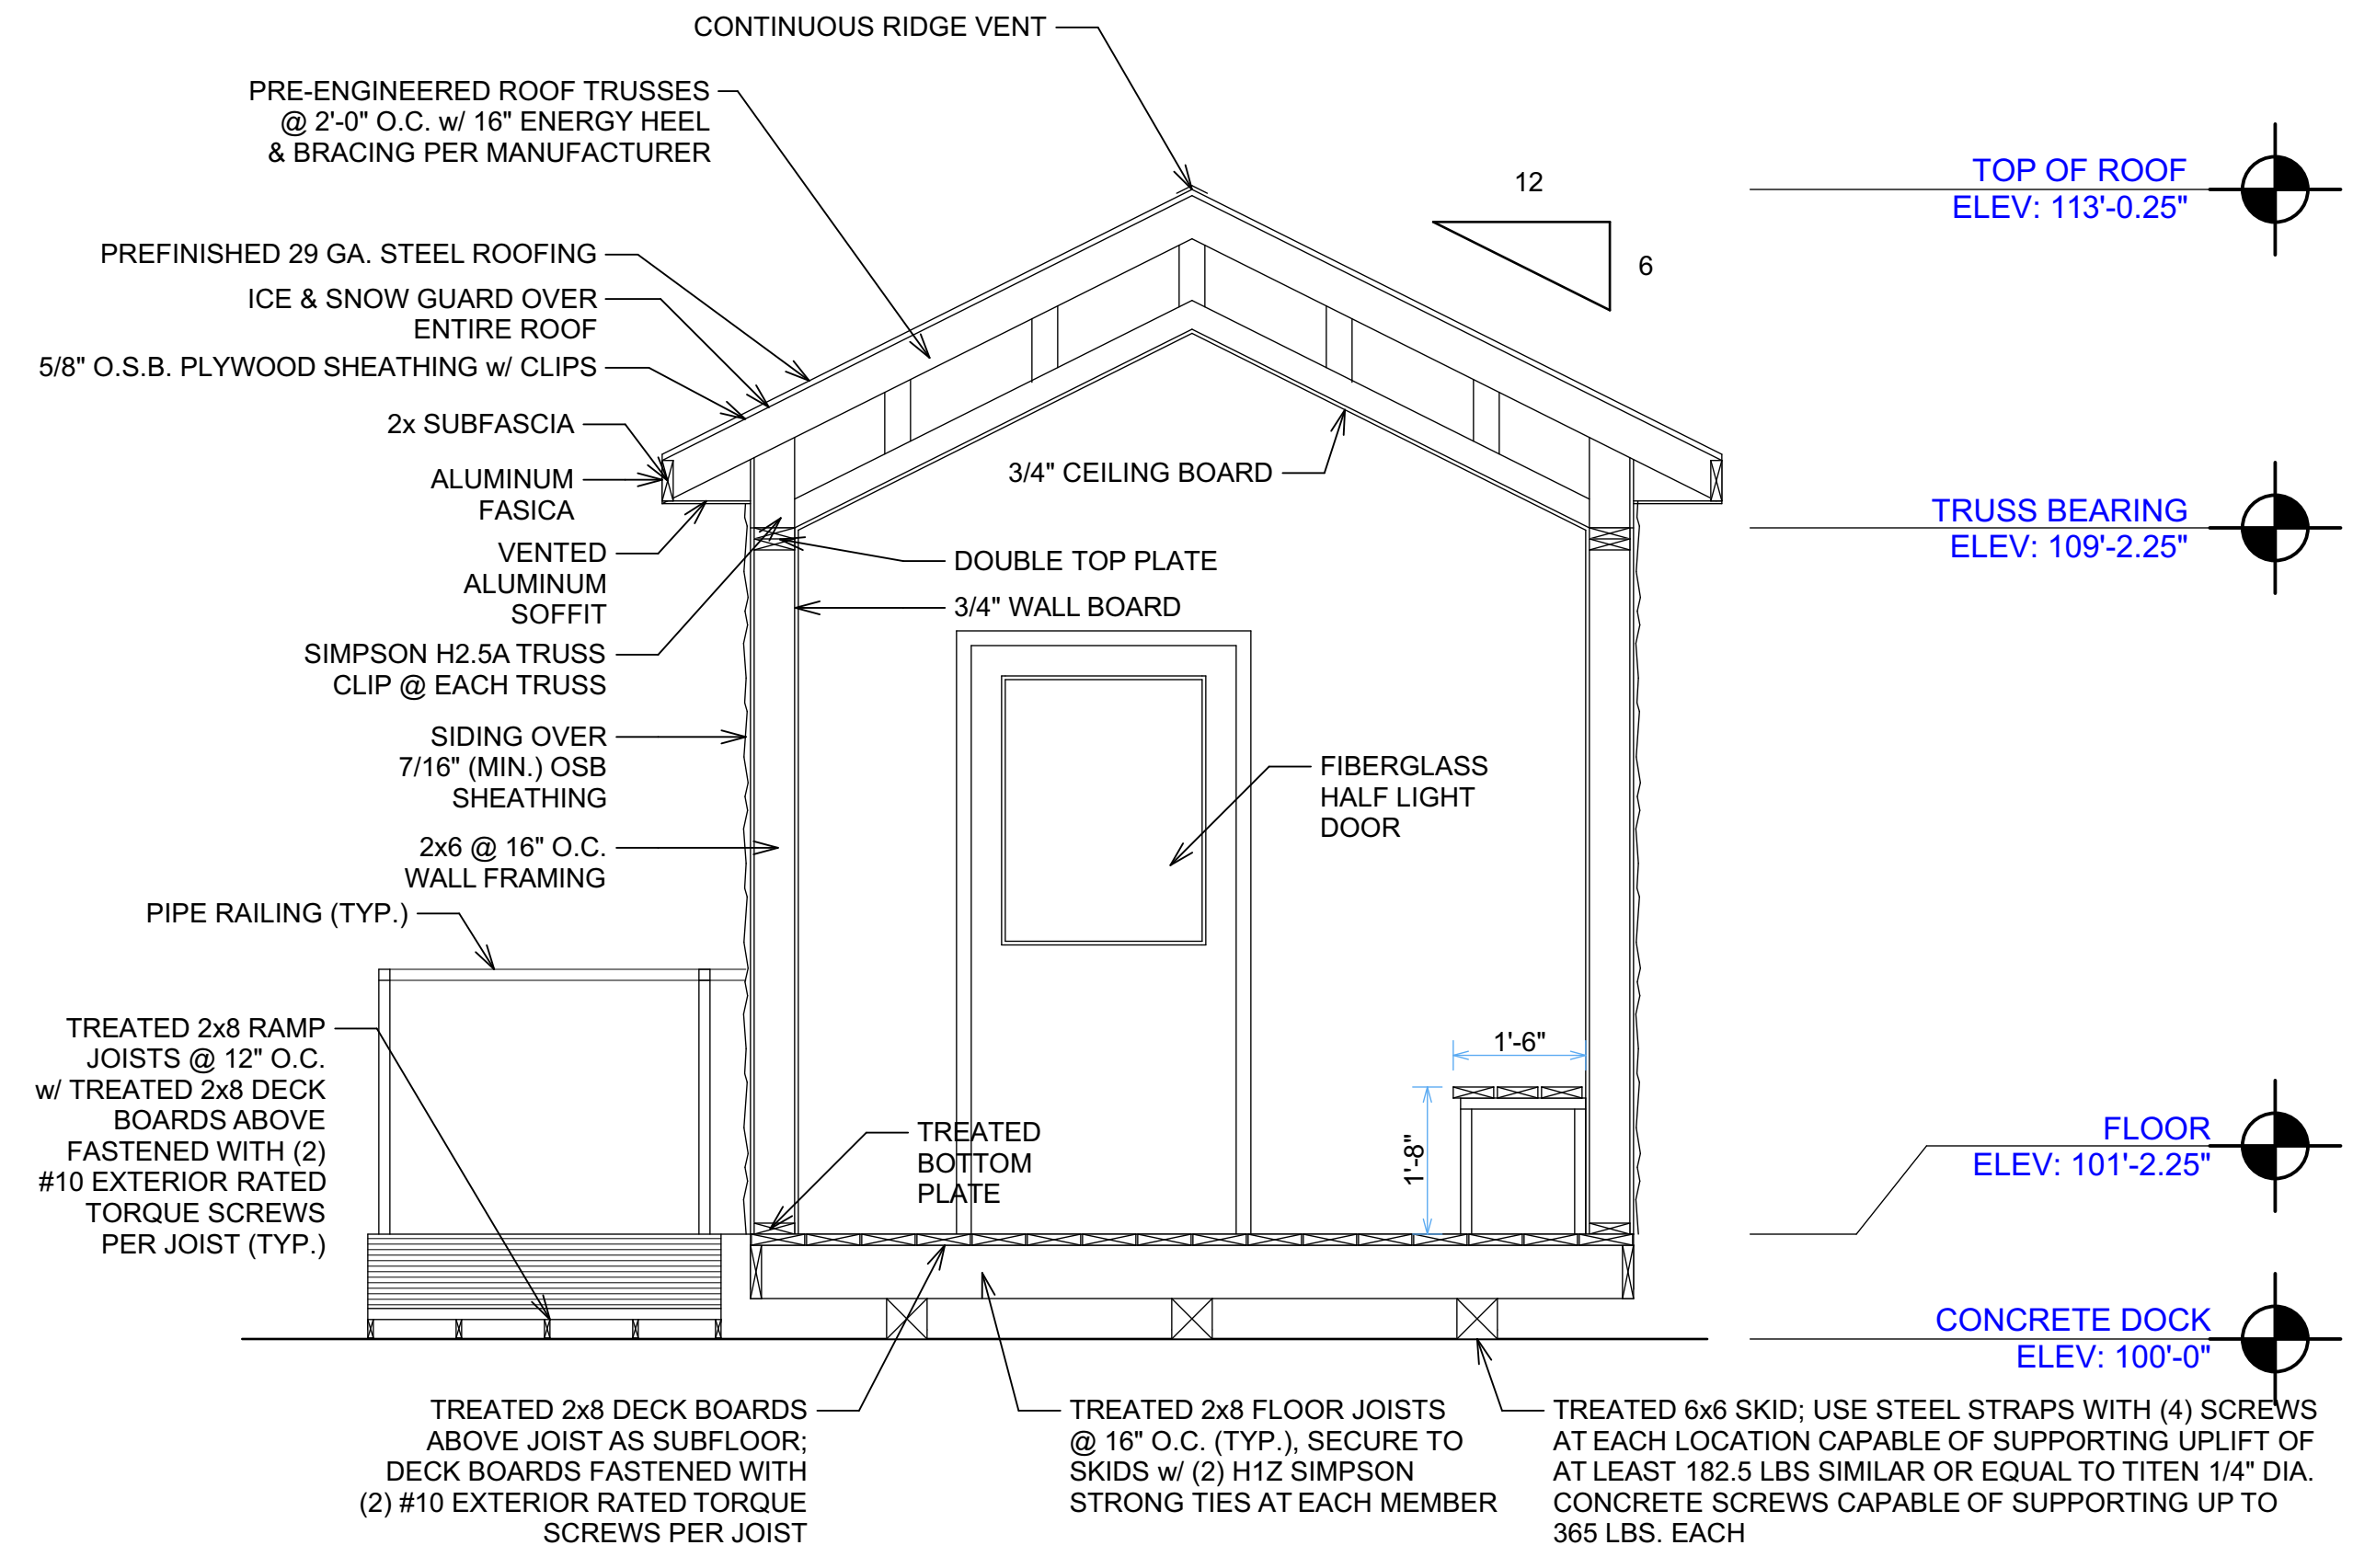 CONTINUOUS RIDGE VENT
PRE-ENGINEERED ROOF TRUSSES
@ 2'-0" O.C. w/ 16" ENERGY HEEL
& BRACING PER MANUFACTURER
12
6
TOP OF ROOF
ELEV: 113'-0.25"
PREFINISHED 29 GA. STEEL ROOFING
ICE & SNOW GUARD OVER
ENTIRE ROOF
5/8" O.S.B. PLYWOOD SHEATHING w/ CLIPS
2x SUBFASCIA
ALUMINUM
FASICA
3/4" CEILING BOARD
TRUSS BEARING
ELEV: 109'-2.25"
VENTED
ALUMINUM
SOFFIT
DOUBLE TOP PLATE
3/4" WALL BOARD
SIMPSON H2.5A TRUSS
CLIP @ EACH TRUSS
SIDING OVER
7/16" (MIN.) OSB
SHEATHING
FIBERGLASS
HALF LIGHT
DOOR
2x6 @ 16" O.C.
WALL FRAMING
PIPE RAILING (TYP.)
TREATED 2x8 RAMP
JOISTS @ 12" O.C.
w/ TREATED 2x8 DECK
BOARDS ABOVE
FASTENED WITH (2)
#10 EXTERIOR RATED
TORQUE SCREWS
PER JOIST (TYP.)
1'-6"
1'-8"
TREATED
BOTTOM
PLATE
FLOOR
ELEV: 101'-2.25"
CONCRETE DOCK
ELEV: 100'-0"
TREATED 2x8 DECK BOARDS
ABOVE JOIST AS SUBFLOOR;
DECK BOARDS FASTENED WITH
(2) #10 EXTERIOR RATED TORQUE
SCREWS PER JOIST
TREATED 2x8 FLOOR JOISTS
@ 16" O.C. (TYP.), SECURE TO
SKIDS w/ (2) H1Z SIMPSON
STRONG TIES AT EACH MEMBER
TREATED 6x6 SKID; USE STEEL STRAPS WITH (4) SCREWS
AT EACH LOCATION CAPABLE OF SUPPORTING UPLIFT OF
AT LEAST 182.5 LBS SIMILAR OR EQUAL TO TITEN 1/4" DIA.
CONCRETE SCREWS CAPABLE OF SUPPORTING UP TO
365 LBS. EACH